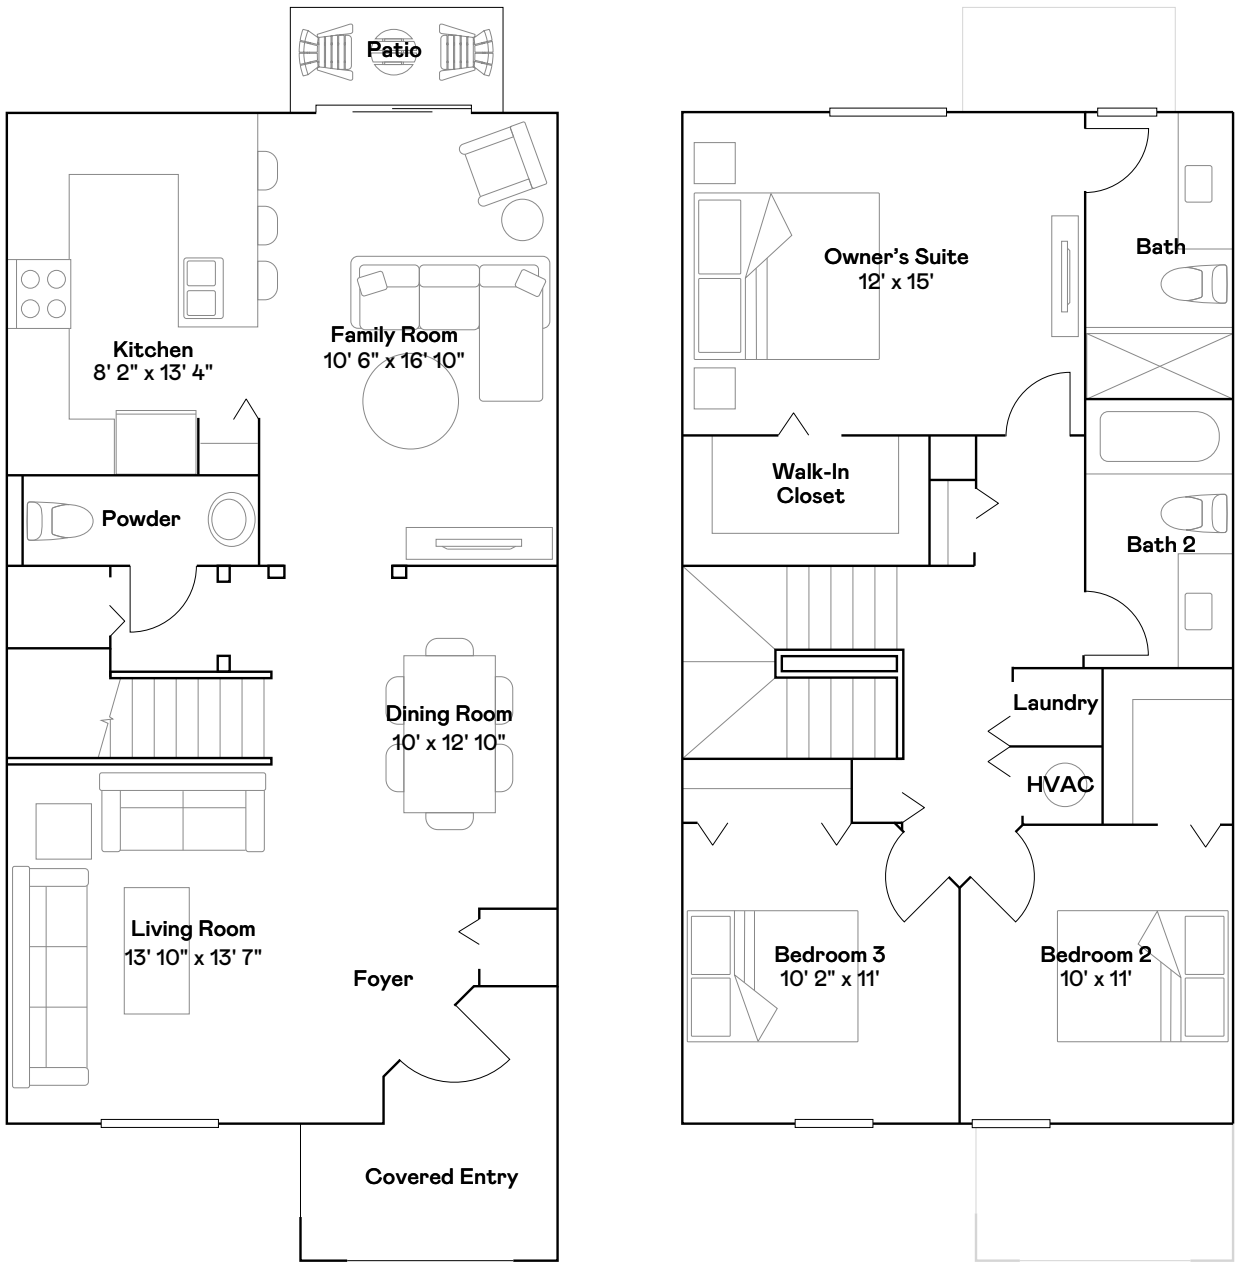 Patio
Kitchen
8' 2" x 13' 4"
Family Room
10' 6" x 16' 10"
Powder
Dining Room
10' x 12' 10"
Living Room
13' 10" x 13' 7"
Foyer
Covered Entry
Owner's Suite
12' x 15'
Bath
Walk-In
Closet
Bath 2
Laundry
HVAC
Bedroom 3
10' 2" x 11'
Bedroom 2
10' x 11'